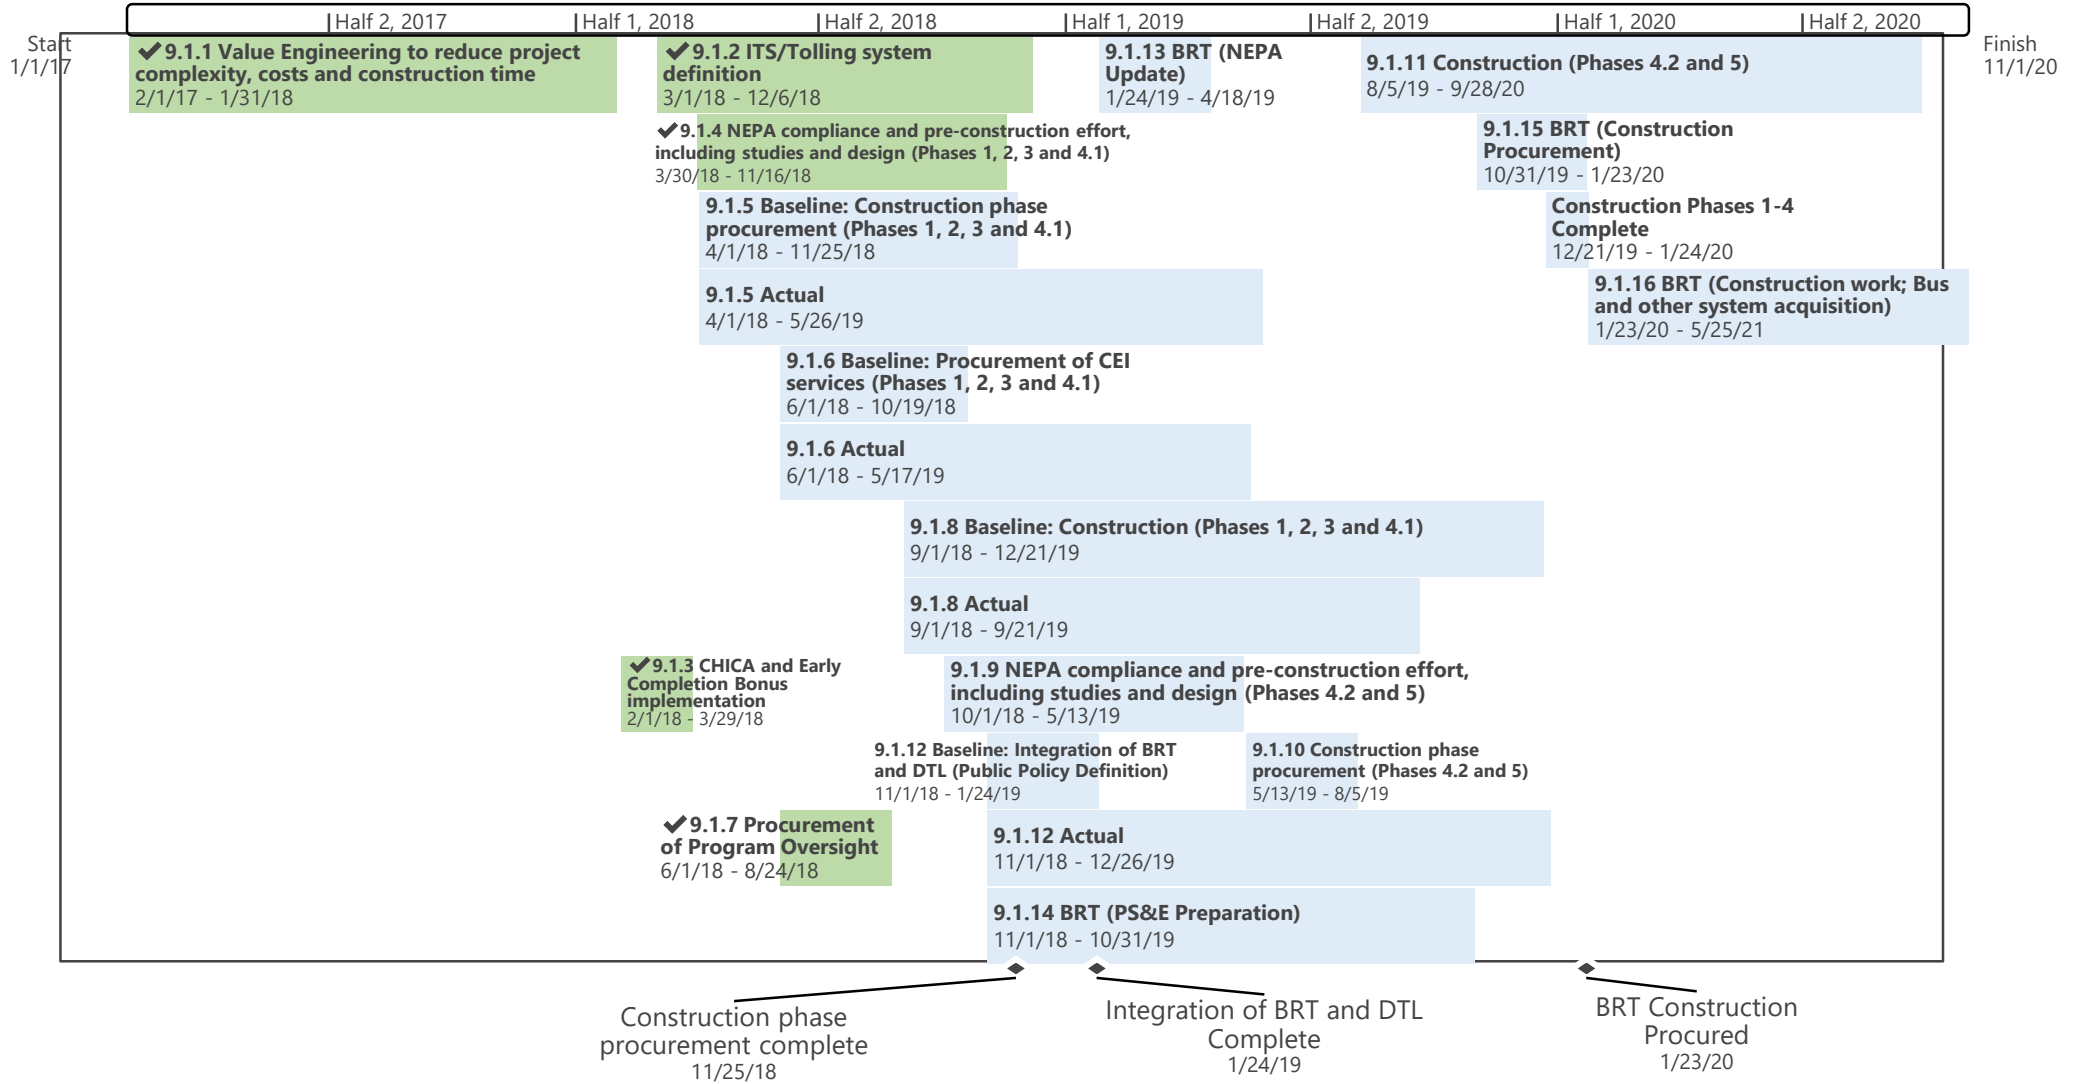 Half 2, 2017
Half 1, 2018
Half 2, 2018
Half 1, 2019
Half 2, 2019
Half 1, 2020
Half 2, 2020
Start
1/1/17
Finish
11/1/20
✔9.1.1 Value Engineering to reduce project
complexity, costs and construction time
2/1/17 - 1/31/18
✔9.1.2 ITS/Tolling system
definition
3/1/18 - 12/6/18
9.1.13 BRT (NEPA
Update)
1/24/19 - 4/18/19
9.1.11 Construction (Phases 4.2 and 5)
8/5/19 - 9/28/20
✔9.1.4 NEPA compliance and pre-construction effort,
including studies and design (Phases 1, 2, 3 and 4.1)
3/30/18 - 11/16/18
9.1.15 BRT (Construction
Procurement)
10/31/19 - 1/23/20
9.1.5 Baseline: Construction phase
procurement (Phases 1, 2, 3 and 4.1)
4/1/18 - 11/25/18
Construction Phases 1-4
Complete
12/21/19 - 1/24/20
9.1.5 Actual
4/1/18 - 5/26/19
9.1.16 BRT (Construction work; Bus
and other system acquisition)
1/23/20 - 5/25/21
9.1.6 Baseline: Procurement of CEI
services (Phases 1, 2, 3 and 4.1)
6/1/18 - 10/19/18
9.1.6 Actual
6/1/18 - 5/17/19
9.1.8 Baseline: Construction (Phases 1, 2, 3 and 4.1)
9/1/18 - 12/21/19
9.1.8 Actual
9/1/18 - 9/21/19
✔9.1.3 CHICA and Early
Completion Bonus
implementation
2/1/18 - 3/29/18
9.1.9 NEPA compliance and pre-construction effort,
including studies and design (Phases 4.2 and 5)
10/1/18 - 5/13/19
9.1.12 Baseline: Integration of BRT
and DTL (Public Policy Definition)
11/1/18 - 1/24/19
9.1.10 Construction phase
procurement (Phases 4.2 and 5)
5/13/19 - 8/5/19
✔9.1.7 Procurement
of Program Oversight
6/1/18 - 8/24/18
9.1.12 Actual
11/1/18 - 12/26/19
9.1.14 BRT (PS&E Preparation)
11/1/18 - 10/31/19
Construction phase
procurement complete
11/25/18
Integration of BRT and DTL
Complete
1/24/19
BRT Construction
Procured
1/23/20